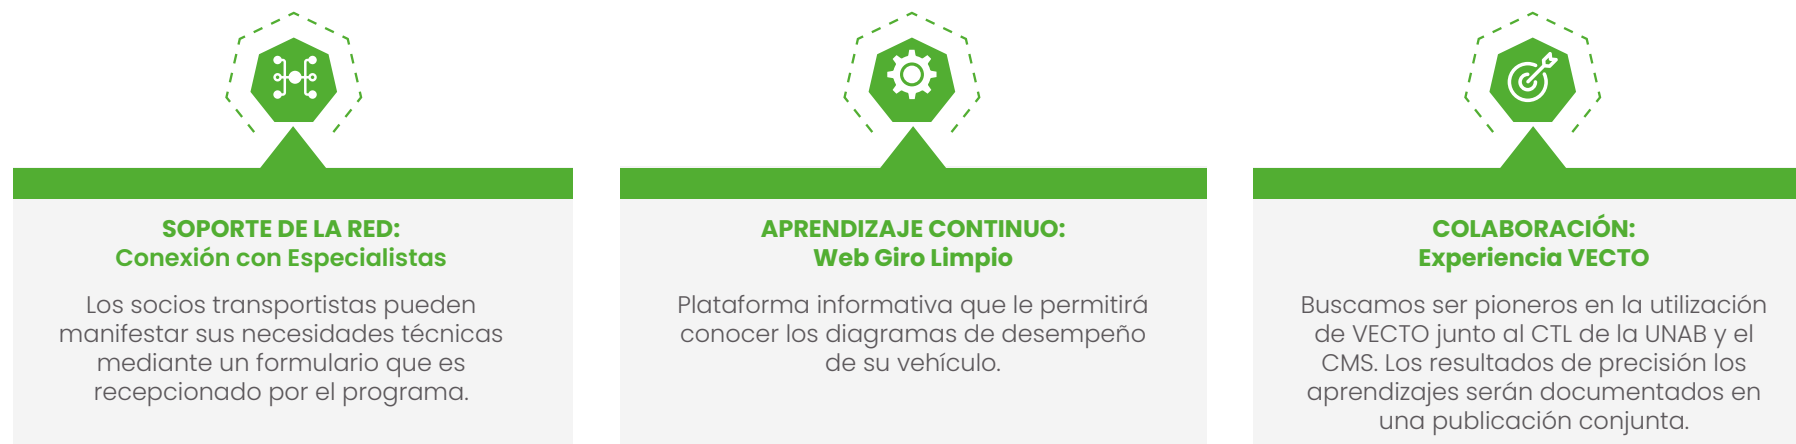 SOPORTE DE LA RED:
Conexión con Especialistas
Los socios transportistas pueden
manifestar sus necesidades técnicas
mediante un formulario que es
recepcionado por el programa.
APRENDIZAJE CONTINUO:
Web Giro Limpio
Plataforma informativa que le permitirá
conocer los diagramas de desempeño
de su vehículo.
COLABORACIÓN:
Experiencia VECTO
Buscamos ser pioneros en la utilización
de VECTO junto al CTL de la UNAB y el
CMS. Los resultados de precisión los
aprendizajes serán documentados en
una publicación conjunta.